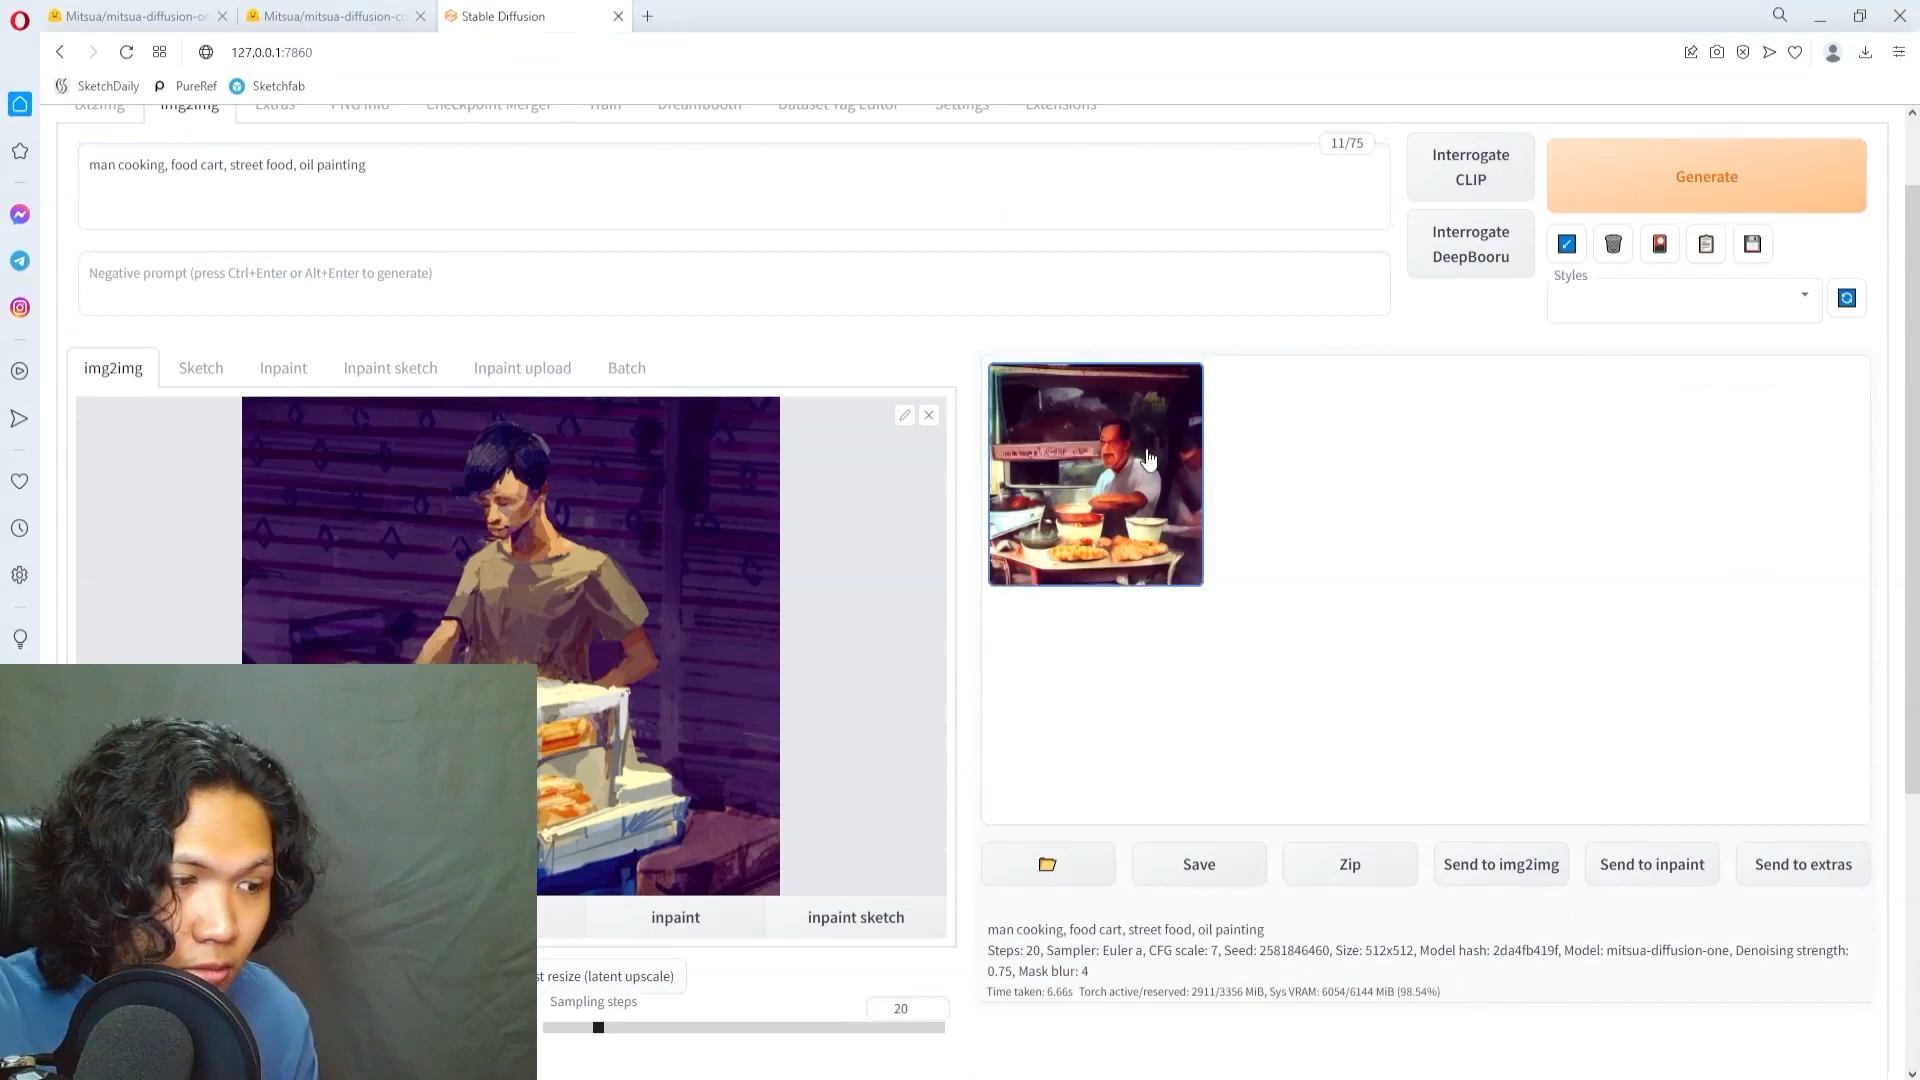 Mitsua/mitsua-diffusion-on
Mitsua/mitsua-diffusion-cc
Stable Diffusion
127.0.0.1:7860
SketchDaily
PureRef
Sketchfab
txt2img
img2img
Extras
PNG Info
Checkpoint Merger
Train
Dreambooth
Dataset Tag Editor
Settings
Extensions
11/75
man cooking, food cart, street food, oil painting
Negative prompt (press Ctrl+Enter or Alt+Enter to generate)
Interrogate
CLIP
Interrogate
DeepBooru
Generate
Styles
img2img
Sketch
Inpaint
Inpaint sketch
Inpaint upload
Batch
inpaint
inpaint sketch
st resize (latent upscale)
Sampling steps
20
Save
Zip
Send to img2img
Send to inpaint
Send to extras
man cooking, food cart, street food, oil painting
Steps: 20, Sampler: Euler a, CFG scale: 7, Seed: 2581846460, Size: 512x512, Model hash: 2da4fb419f, Model: mitsua-diffusion-one, Denoising strength:
0.75, Mask blur: 4
Time taken: 6.66s Torch active/reserved: 2911/3356 MiB, Sys VRAM: 6054/6144 MiB (98.54%)